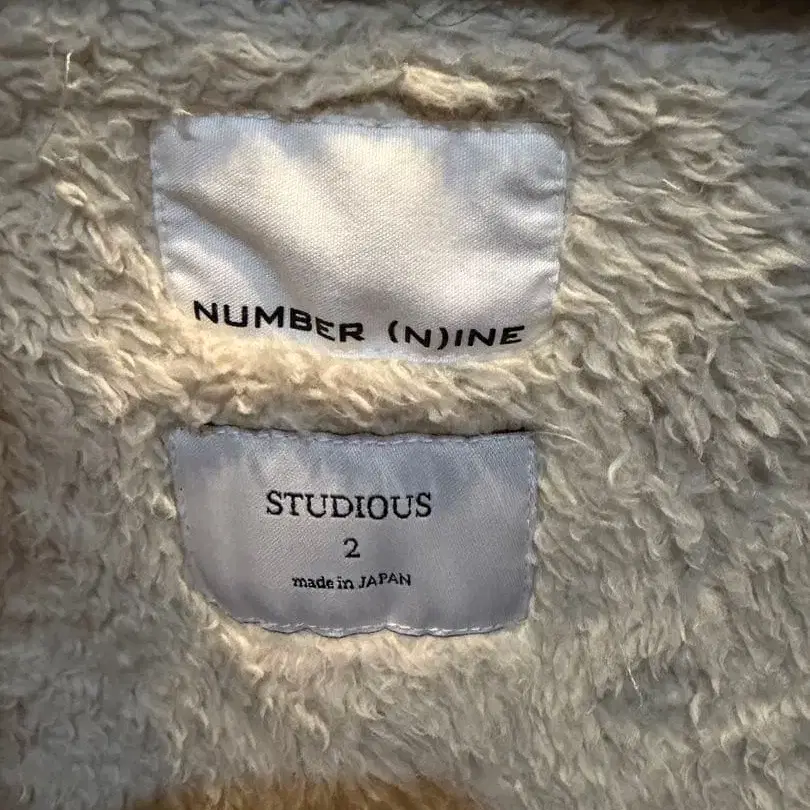 NUMBER (N)INE
STUDIOUS
2
made in JAPAN